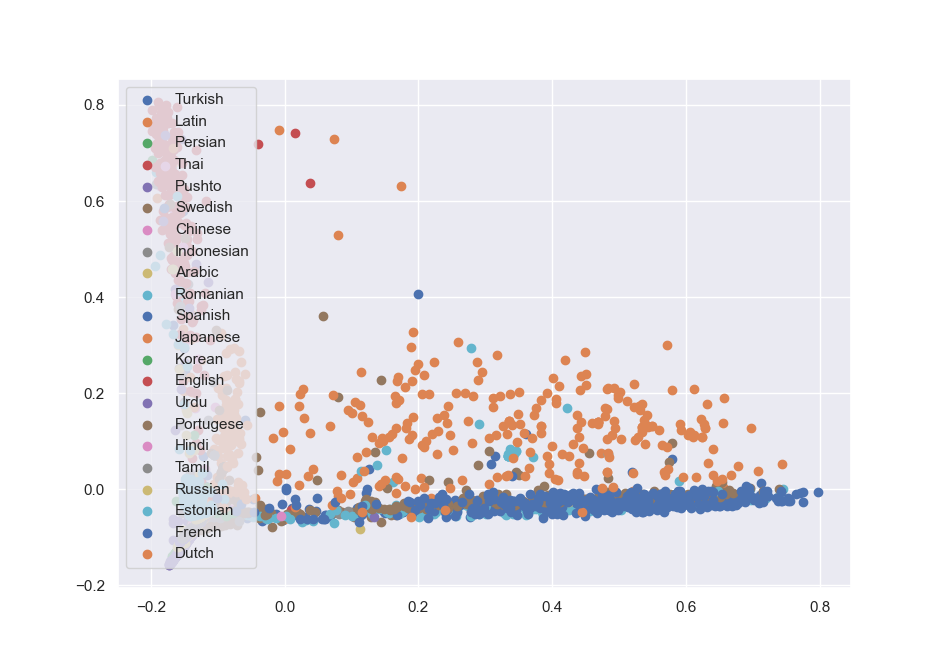 0.8
0.6
0.4
0.2
0.0
−0.2
−0.2
0.0
0.2
0.4
0.6
0.8
Turkish
Latin
Persian
Thai
Pushto
Swedish
Chinese
Indonesian
Arabic
Romanian
Spanish
Japanese
Korean
English
Urdu
Portugese
Hindi
Tamil
Russian
Estonian
French
Dutch